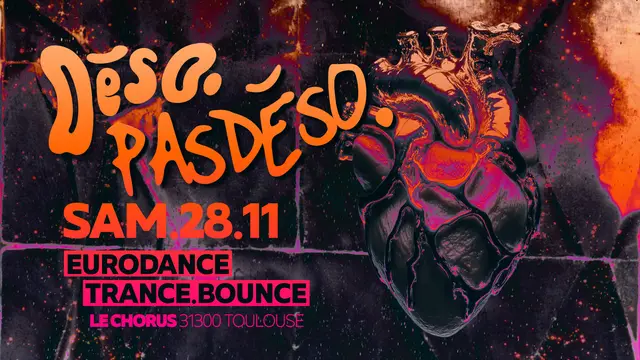 Déso.
PASDÉSO.
SAM.28.11
EURODANCE
TRANCE.BOUNCE
LE CHORUS 31300 TOULOUSE